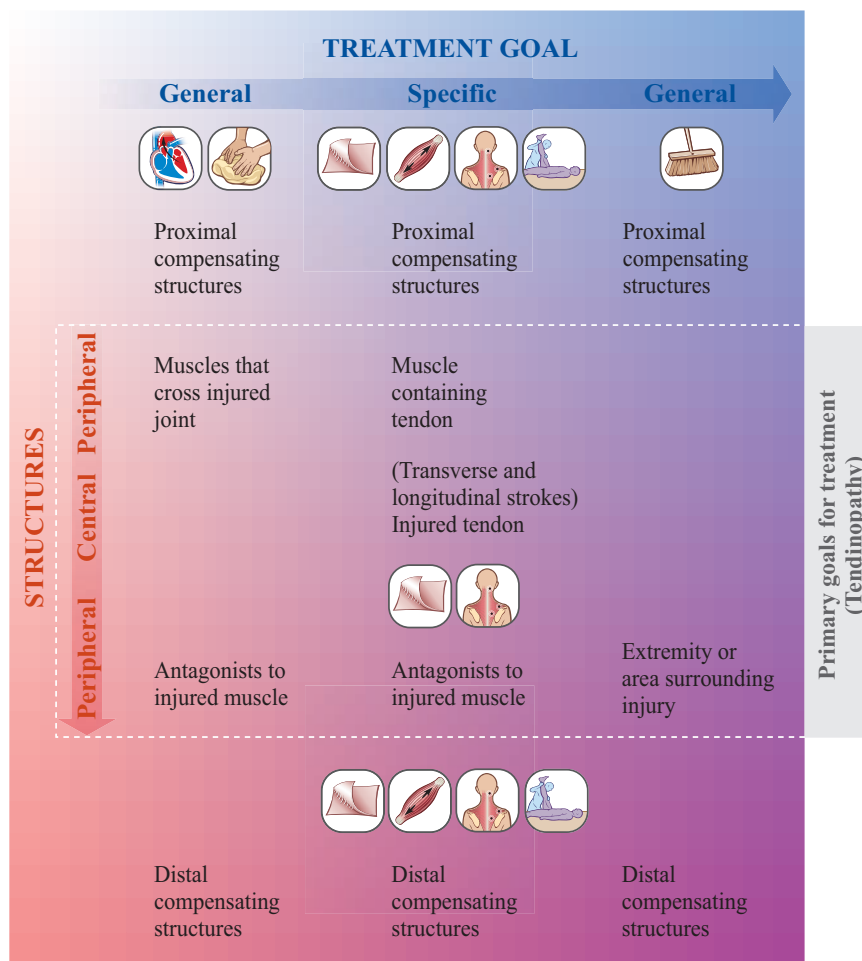 TREATMENT GOAL
General
Specific
General
Proximal
compensating
structures
Proximal
compensating
structures
Proximal
compensating
structures
STRUCTURES
Peripheral
Central
Peripheral
Muscles that
cross injured
joint
Muscle
containing
tendon
(Transverse and
longitudinal strokes)
Injured tendon
Antagonists to
injured muscle
Antagonists to
injured muscle
Extremity or
area surrounding
injury
Primary goals for treatment
(Tendinopathy)
Distal
compensating
structures
Distal
compensating
structures
Distal
compensating
structures